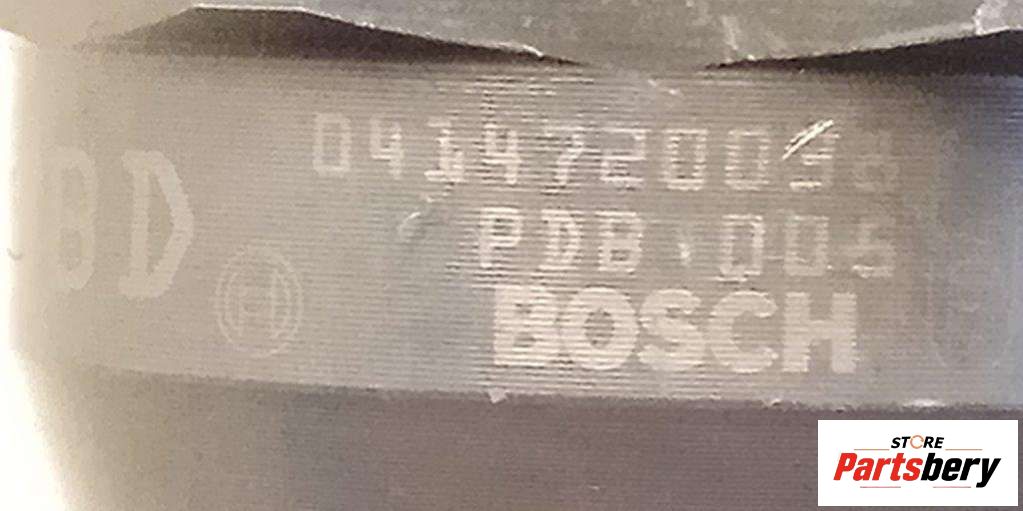 0414720038
PDB 005
BOSCH
D
STORE
Partsbery